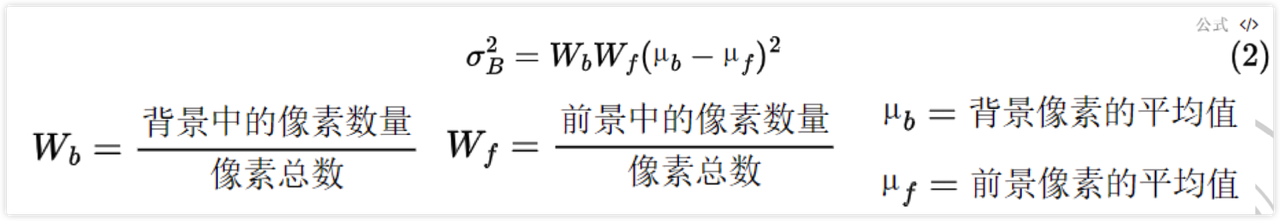 公式 </>
σ²_B = W_b W_f (μ_b − μ_f)² (2)
W_b = 背景中的像素数量 / 像素总数
W_f = 前景中的像素数量 / 像素总数
μ_b = 背景像素的平均值
μ_f = 前景像素的平均值